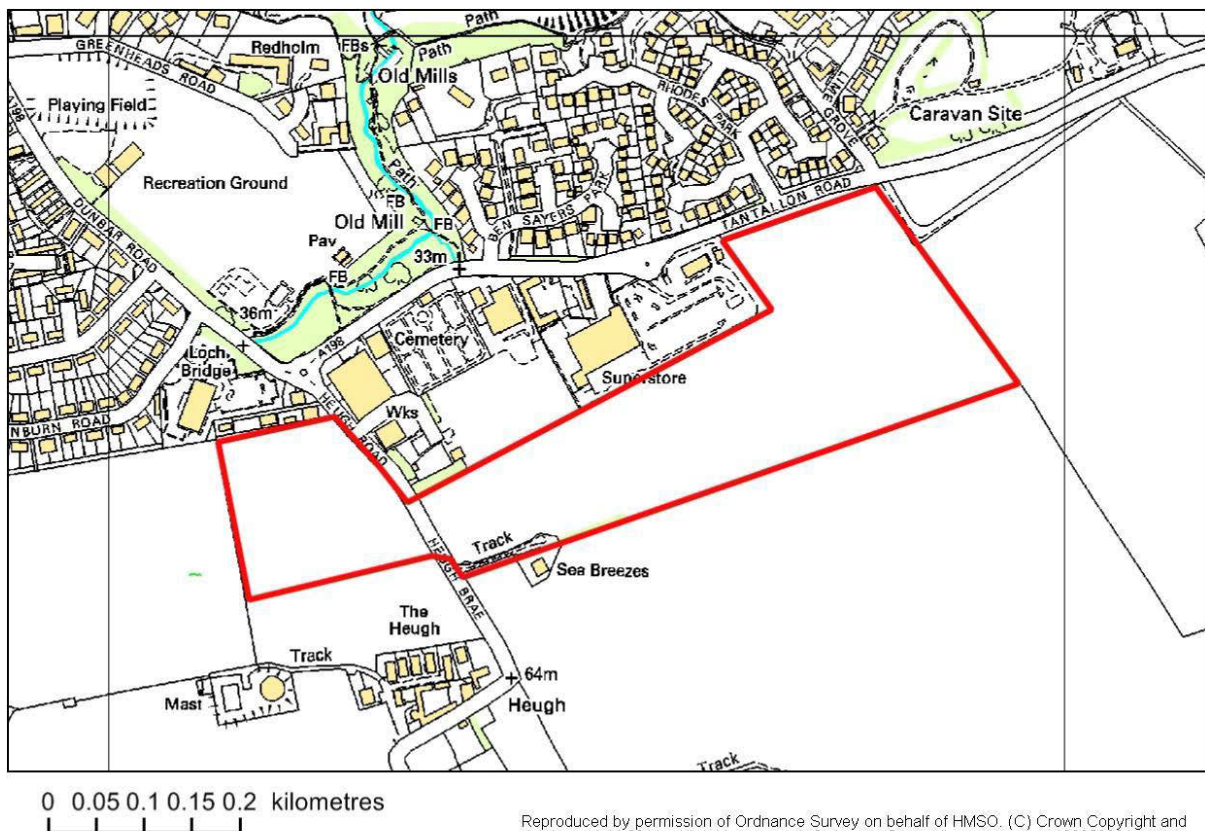 GREENHEADS ROAD
Redholm
FBs
Path
Path
Old Mills
A198
Playing Field
RHODES PARK
LIME GROVE
Caravan Site
Recreation Ground
Path
FB
Old Mill
FB
BEN SAYERS PARK
TANTALLON ROAD
DUNBAR ROAD
Pav
33m
FB
36m
Cemetery
Loch
Bridge
A198
Superstore
NBURN ROAD
HEUGH ROAD
Wks
Track
Sea Breezes
HEUGH BRAE
The
Heugh
Track
64m
Mast
Heugh
Track
0 0.05 0.1 0.15 0.2 kilometres
Reproduced by permission of Ordnance Survey on behalf of HMSO. (C) Crown Copyright and